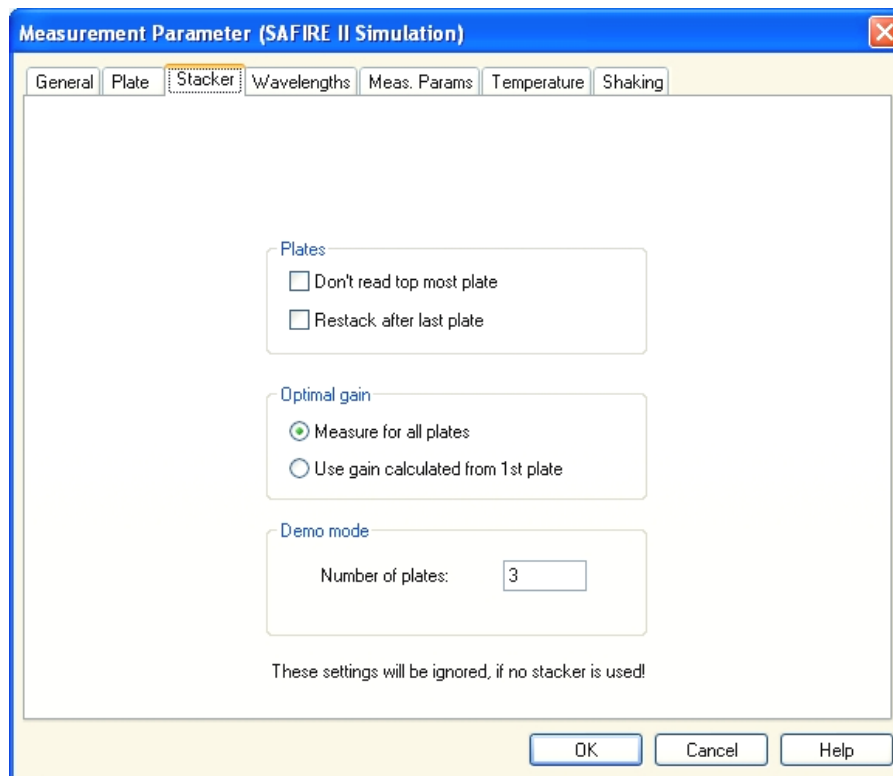 Measurement Parameter (SAFIRE II Simulation)
General Plate Stacker Wavelengths Meas. Params Temperature Shaking
Plates
Don't read top most plate
Restack after last plate
Optimal gain
Measure for all plates
Use gain calculated from 1st plate
Demo mode
Number of plates: 3
These settings will be ignored, if no stacker is used!
OK Cancel Help